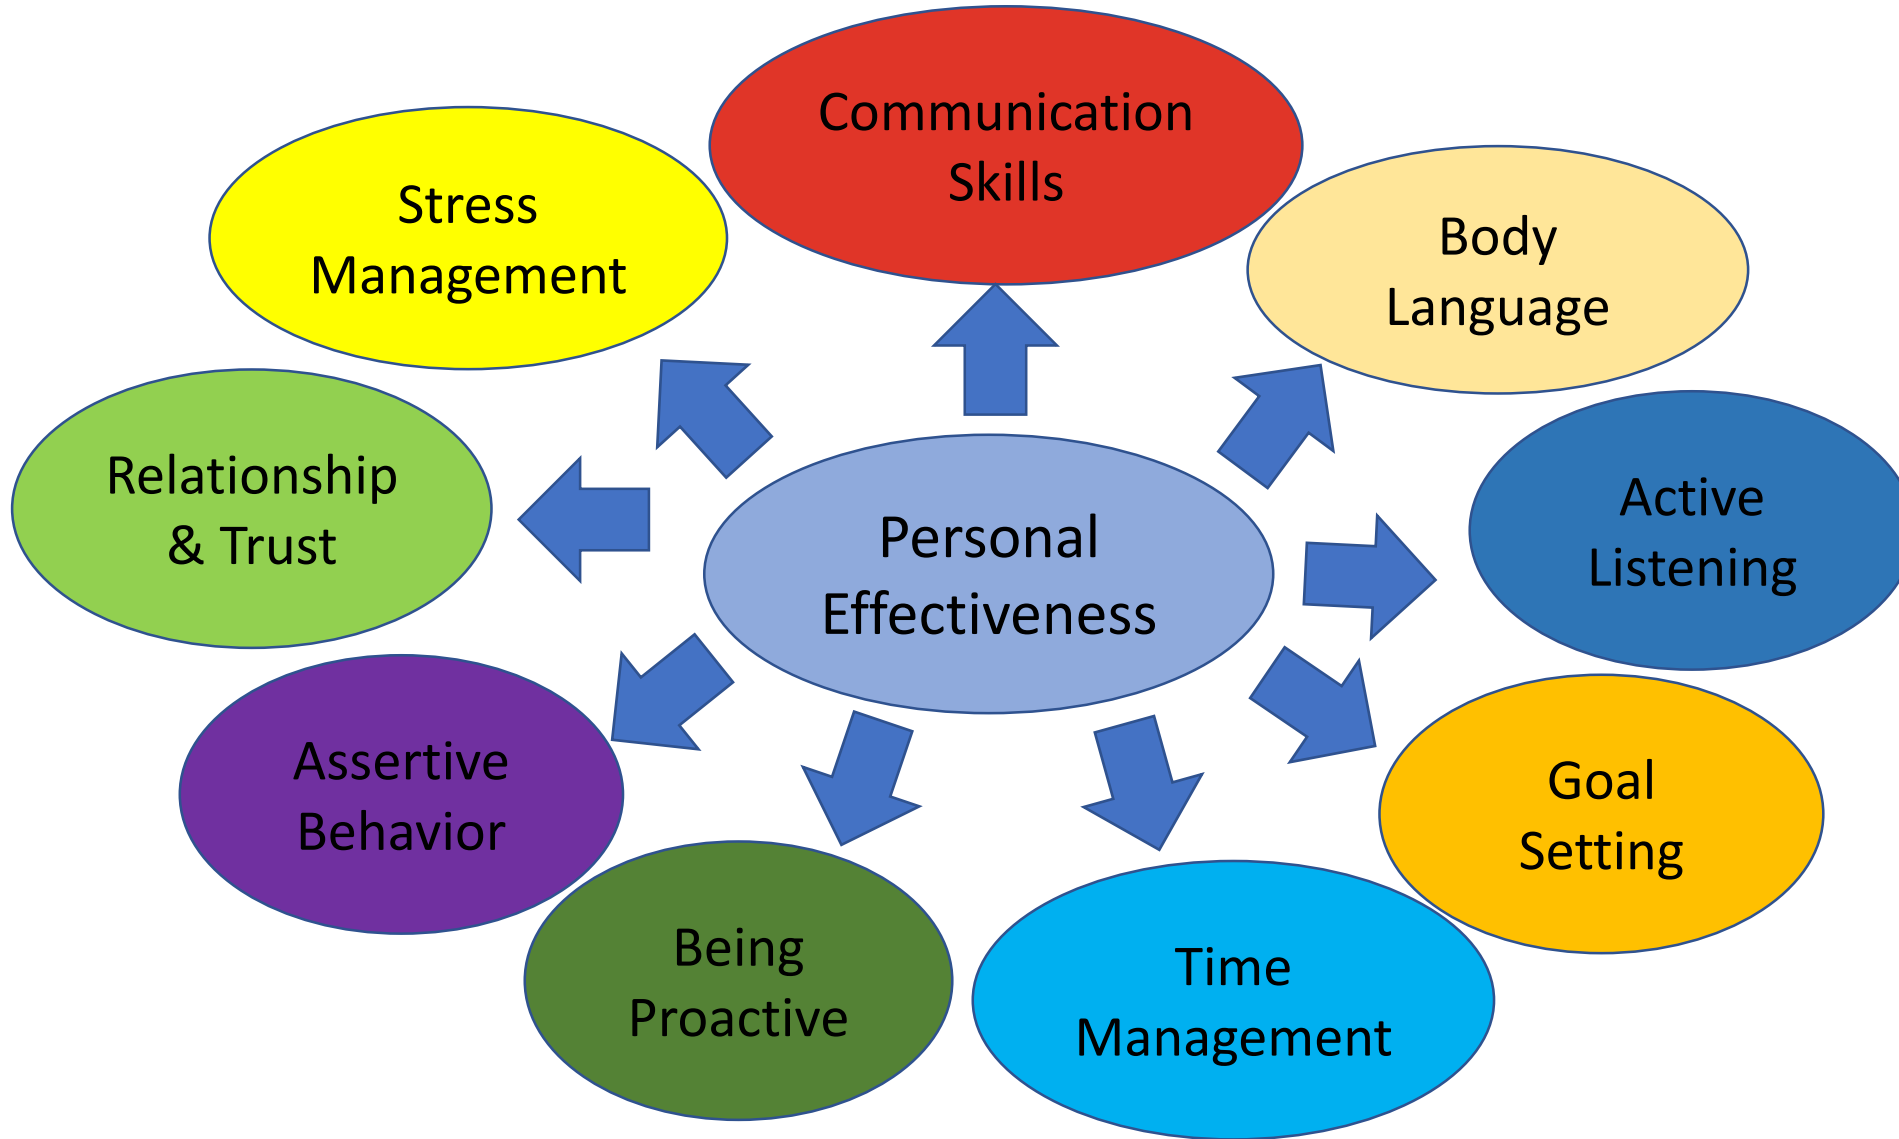 Communication
Skills
Stress
Management
Body
Language
Relationship
& Trust
Active
Listening
Personal
Effectiveness
Assertive
Behavior
Goal
Setting
Being
Proactive
Time
Management